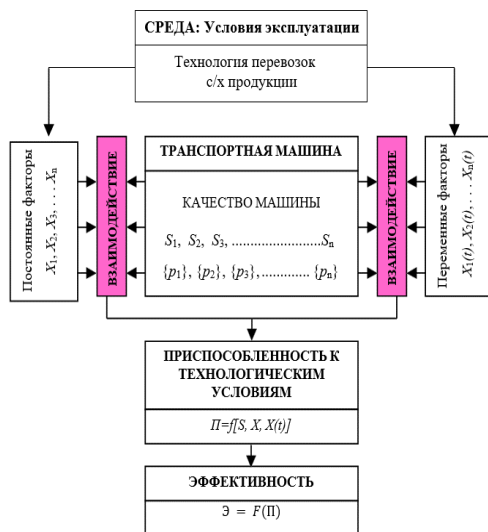 СРЕДА: Условия эксплуатации
Технология перевозок
с/х продукции
Постоянные факторы
X1, X2, X3, . . . Xn
ВЗАИМОДЕЙСТВИЕ
ТРАНСПОРТНАЯ МАШИНА
КАЧЕСТВО МАШИНЫ
S1, S2, S3, ........................Sn
{p1}, {p2}, {p3},............. {pn}
ВЗАИМОДЕЙСТВИЕ
Переменные факторы
X1(t), X2(t), . . . Xn(t)
ПРИСПОСОБЛЕННОСТЬ К
ТЕХНОЛОГИЧЕСКИМ
УСЛОВИЯМ
П=f[S, X, X(t)]
ЭФФЕКТИВНОСТЬ
Э = F(П)